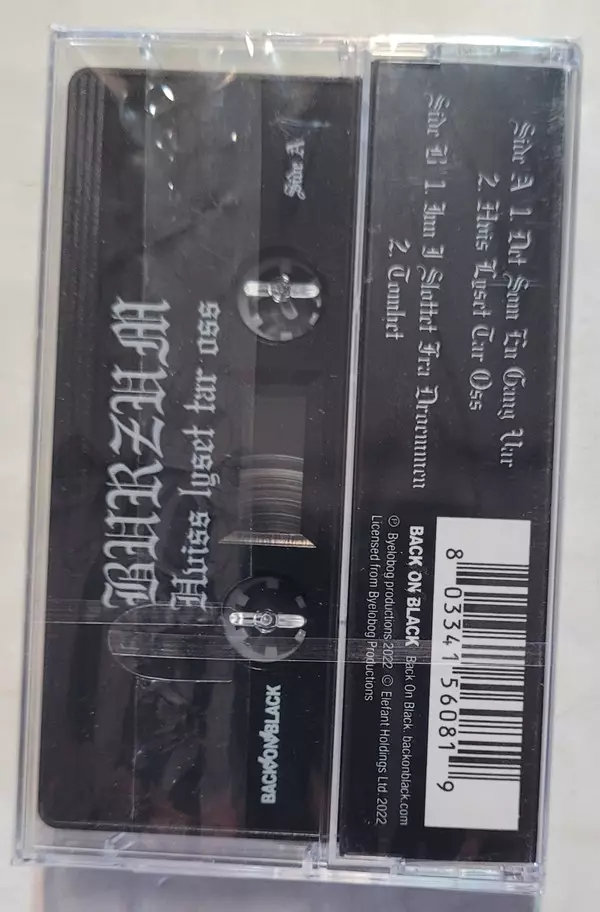 Side A 1. Det Som En Gang Var
2. Hvis Lyset Tar Oss
Side B 1. Inn I Slottet Fra Droemmen
2. Tomhet
BACK ON BLACK Back On Black. backonblack.com
℗ Byelobog productions 2022 © Elefant Holdings Ltd. 2022
Licensed from Byelobog Productions
8 03341 56081 9
Side A
BURZUM
Hviss lyset tar oss
BACK ON BLACK